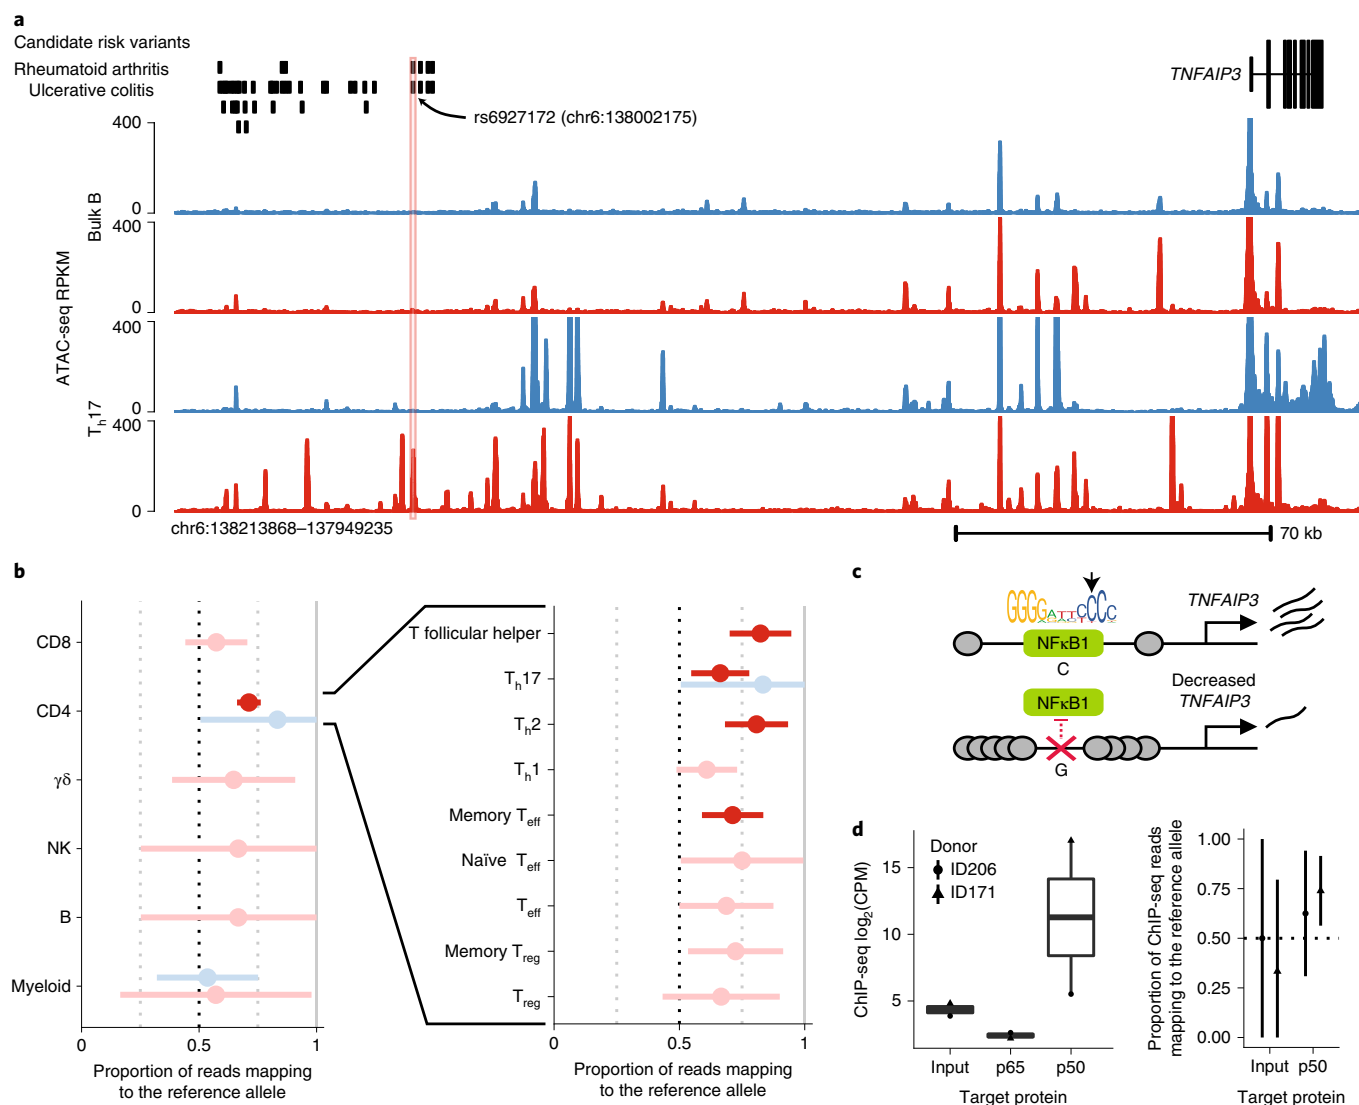 a
Candidate risk variants
Rheumatoid arthritis
Ulcerative colitis
TNFAIP3
rs6927172 (chr6:138002175)
ATAC-seq RPKM
Bulk B
Th17
400
0
400
0
400
0
400
0
chr6:138213868–137949235
70 kb
b
CD8
CD4
γδ
NK
B
Myeloid
0
0.5
1
Proportion of reads mapping
to the reference allele
T follicular helper
Th17
Th2
Th1
Memory Teff
Naïve Teff
Teff
Memory Treg
Treg
0
0.5
1
Proportion of reads mapping
to the reference allele
c
GGGGATTCCCC
TNFAIP3
NFκB1
C
Decreased
TNFAIP3
NFκB1
G
d
ChIP-seq log2(CPM)
15
10
5
Donor
ID206
ID171
Input p65 p50
Target protein
Proportion of ChIP-seq reads
mapping to the reference allele
1.00
0.75
0.50
0.25
0.00
Input p50
Target protein